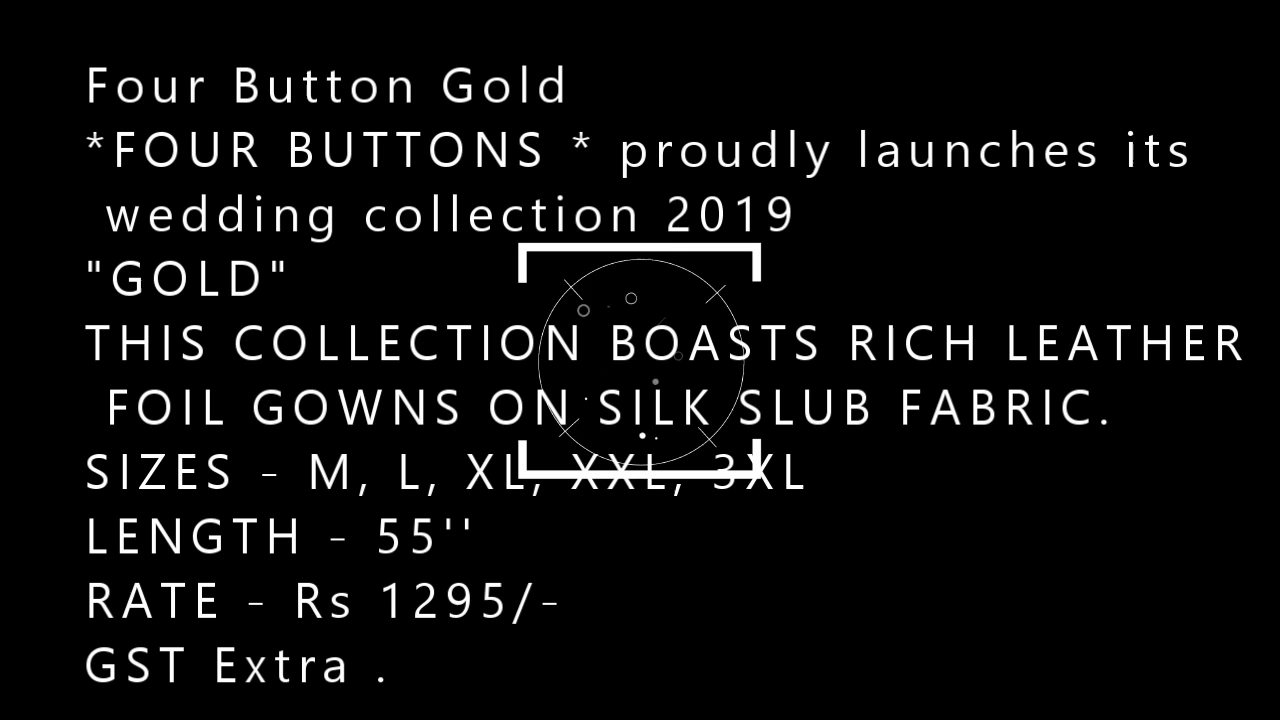 Four Button Gold
*FOUR BUTTONS * proudly launches its
wedding collection 2019
"GOLD"
THIS COLLECTION BOASTS RICH LEATHER
FOIL GOWNS ON SILK SLUB FABRIC.
SIZES - M, L, XL, XXL, 3XL
LENGTH - 55''
RATE - Rs 1295/-
GST Extra .